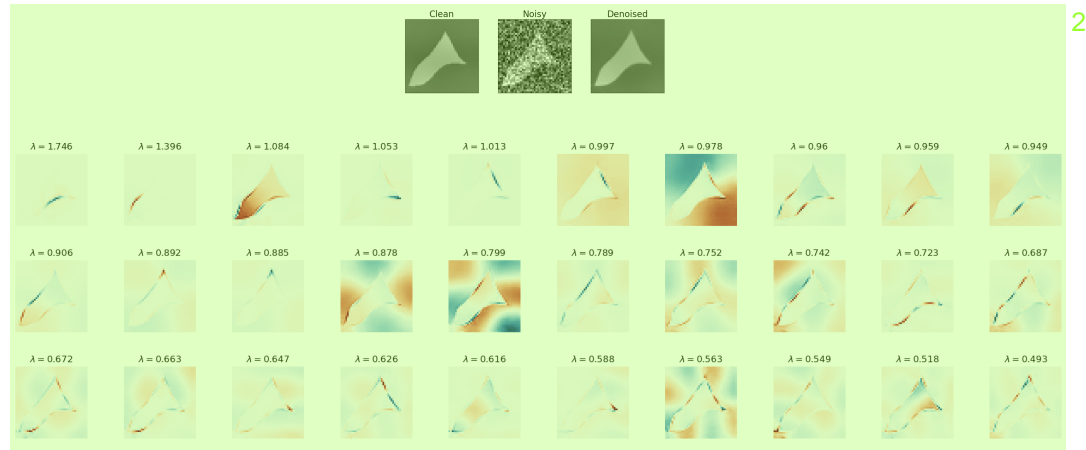 Clean Noisy Denoised
2
λ = 1.746 λ = 1.396 λ = 1.084 λ = 1.053 λ = 1.013 λ = 0.997 λ = 0.978 λ = 0.96 λ = 0.959 λ = 0.949
λ = 0.906 λ = 0.892 λ = 0.885 λ = 0.878 λ = 0.799 λ = 0.789 λ = 0.752 λ = 0.742 λ = 0.723 λ = 0.687
λ = 0.672 λ = 0.663 λ = 0.647 λ = 0.626 λ = 0.616 λ = 0.588 λ = 0.563 λ = 0.549 λ = 0.518 λ = 0.493